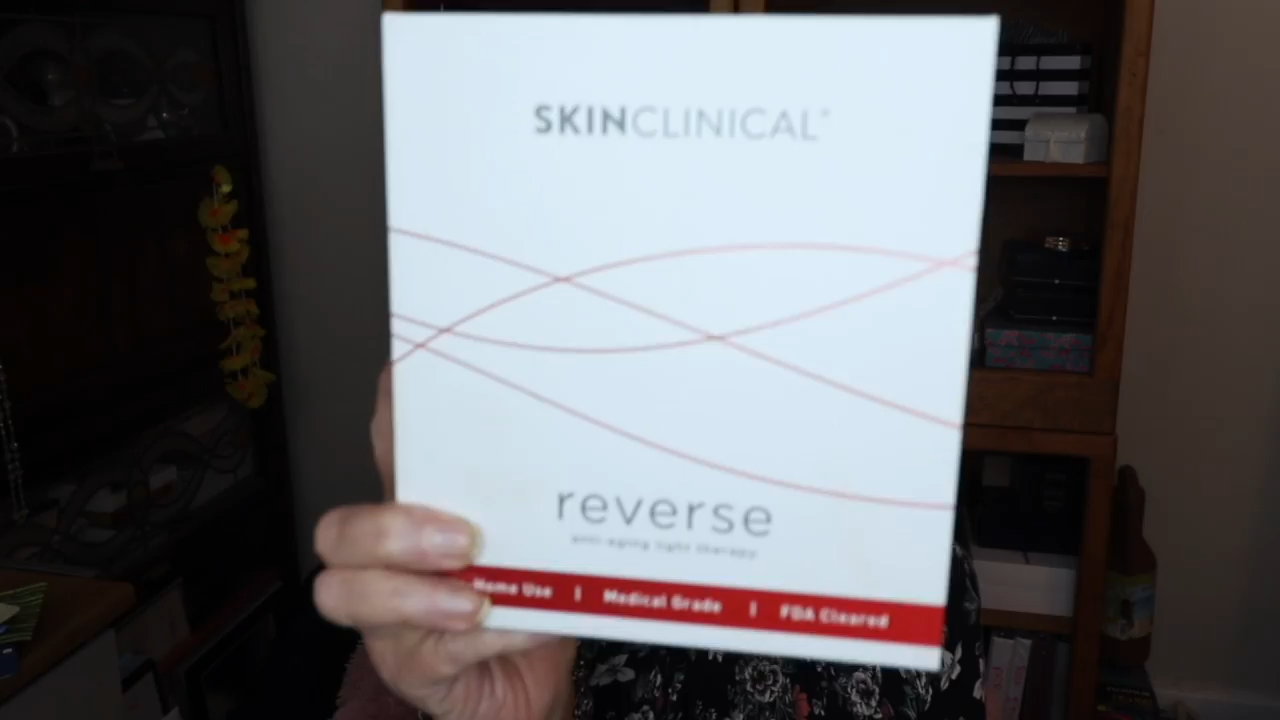 SKINCLINICAL®
reverse
anti-aging light therapy
Home Use | Medical Grade | FDA Cleared